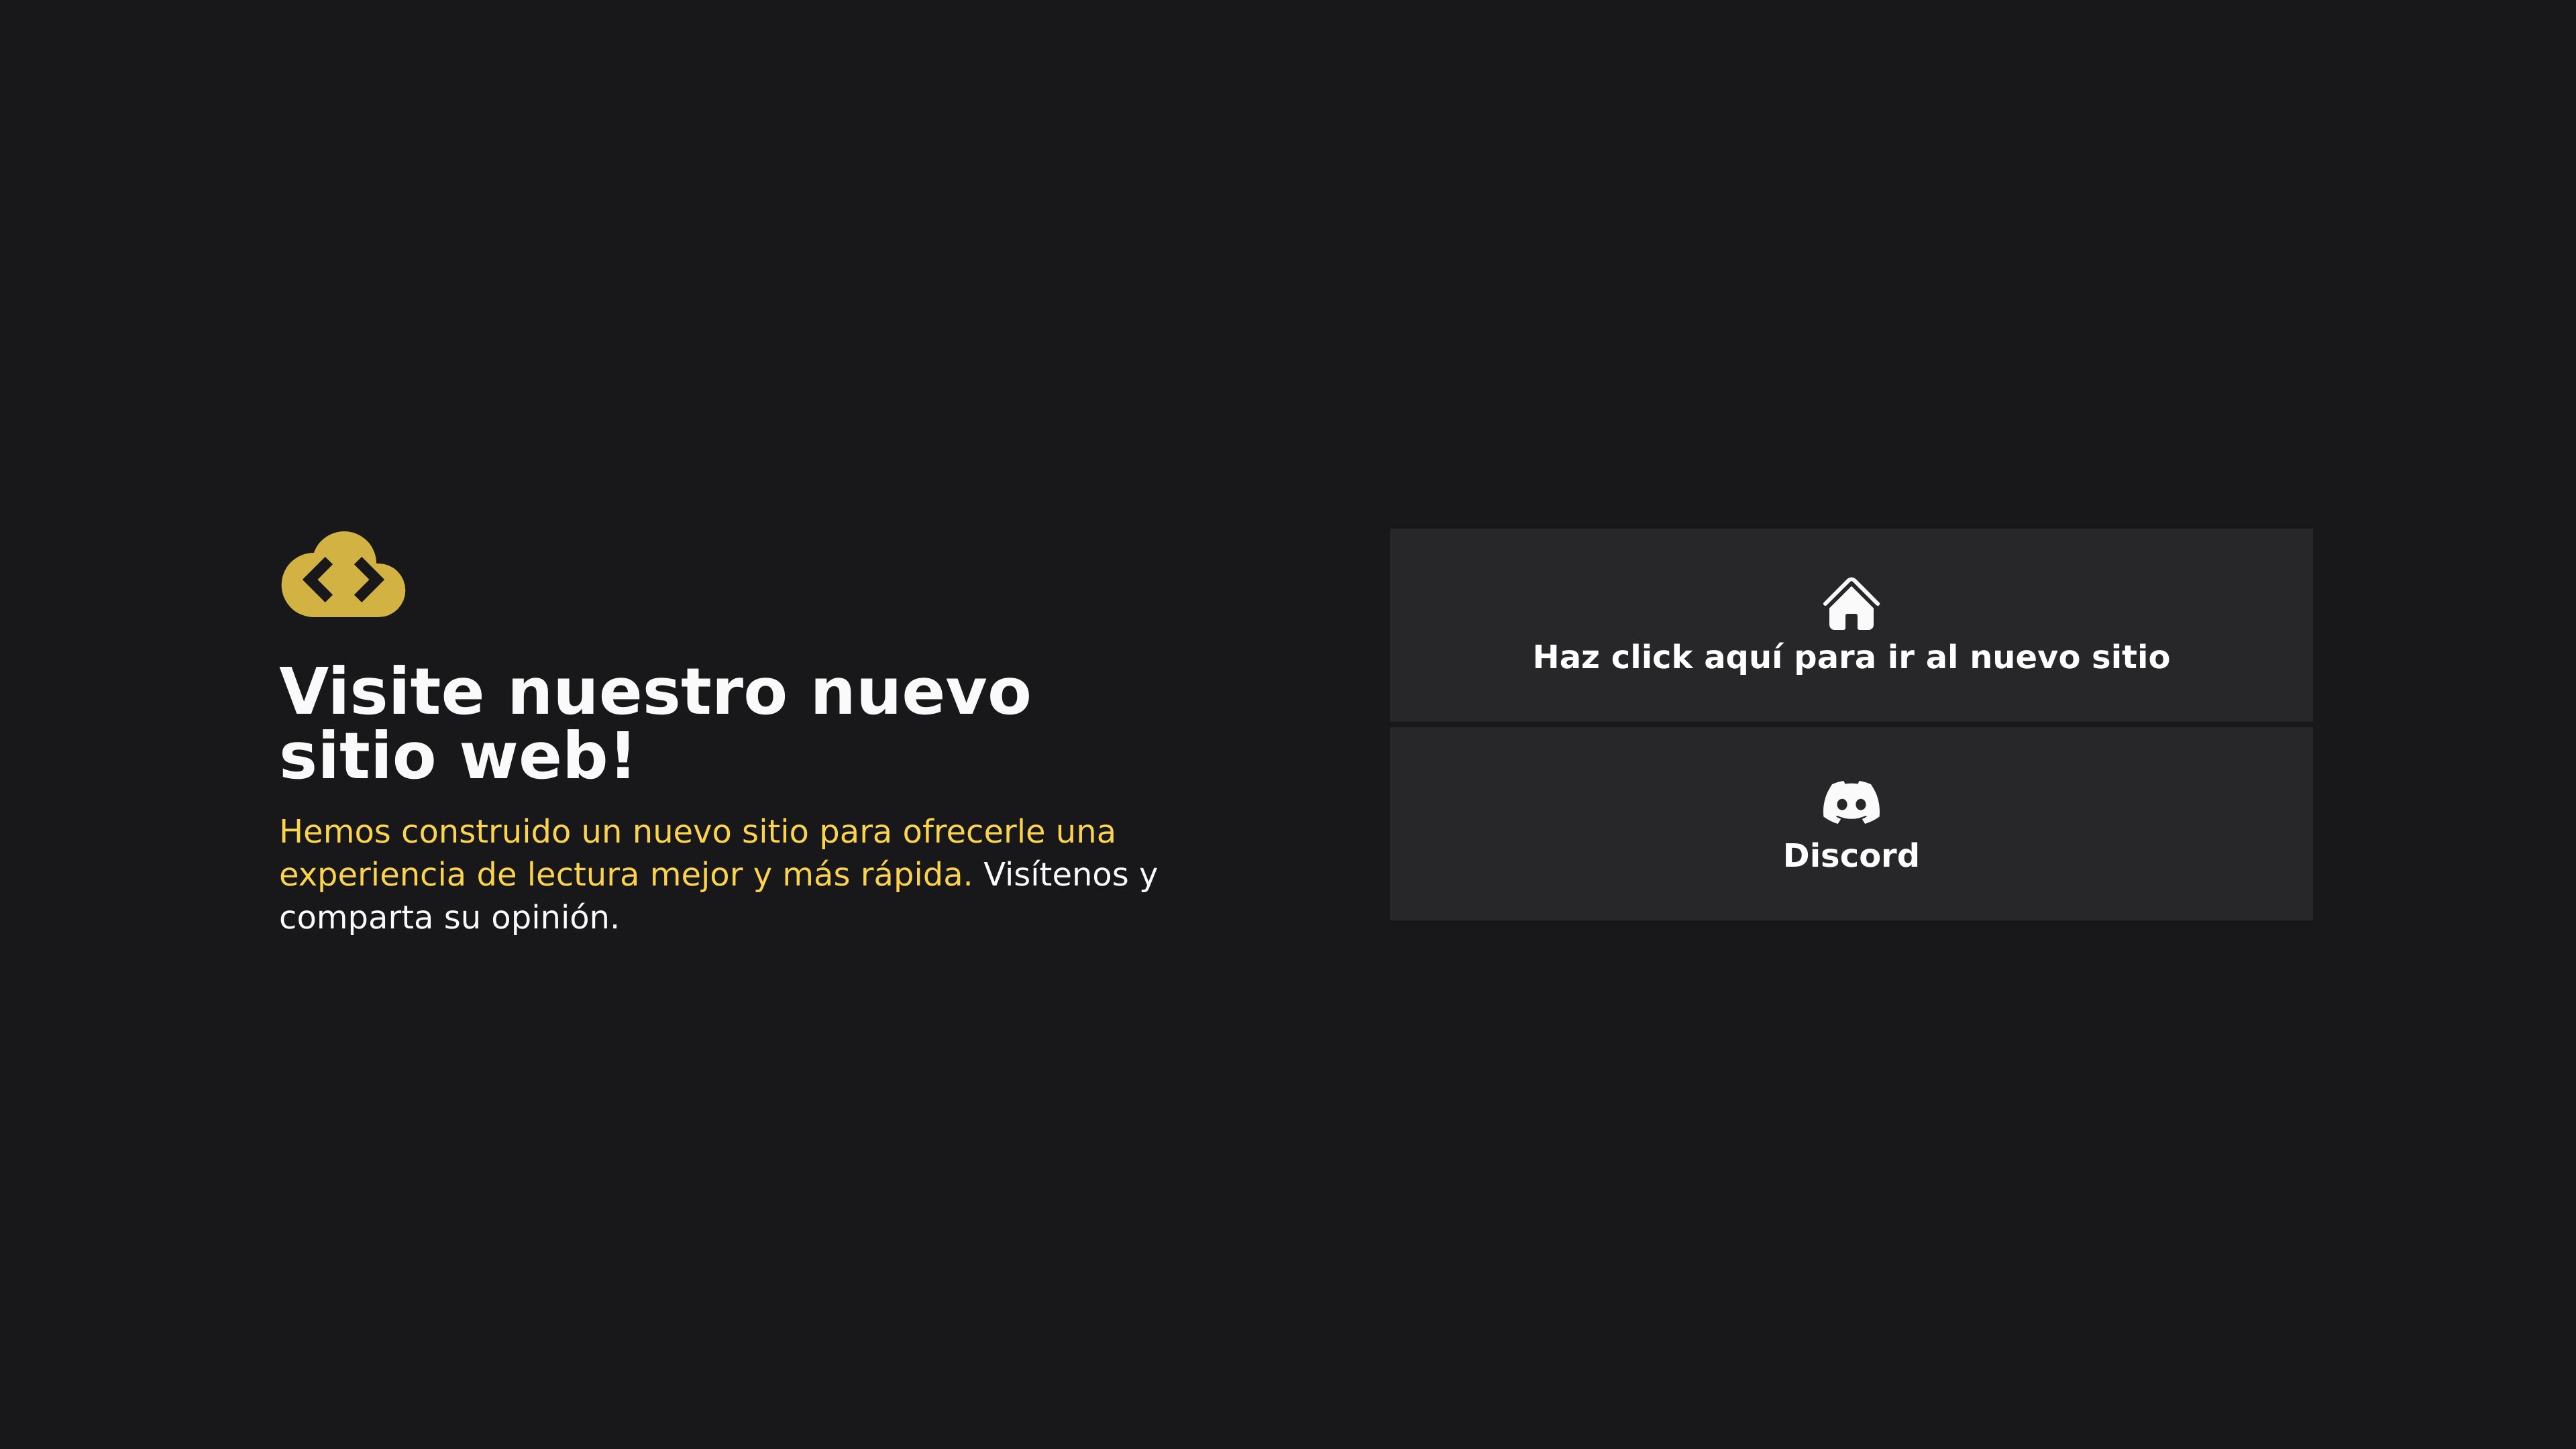 Visite nuestro nuevo
sitio web!
Hemos construido un nuevo sitio para ofrecerle una
experiencia de lectura mejor y más rápida. Visítenos y
comparta su opinión.
Haz click aquí para ir al nuevo sitio
Discord